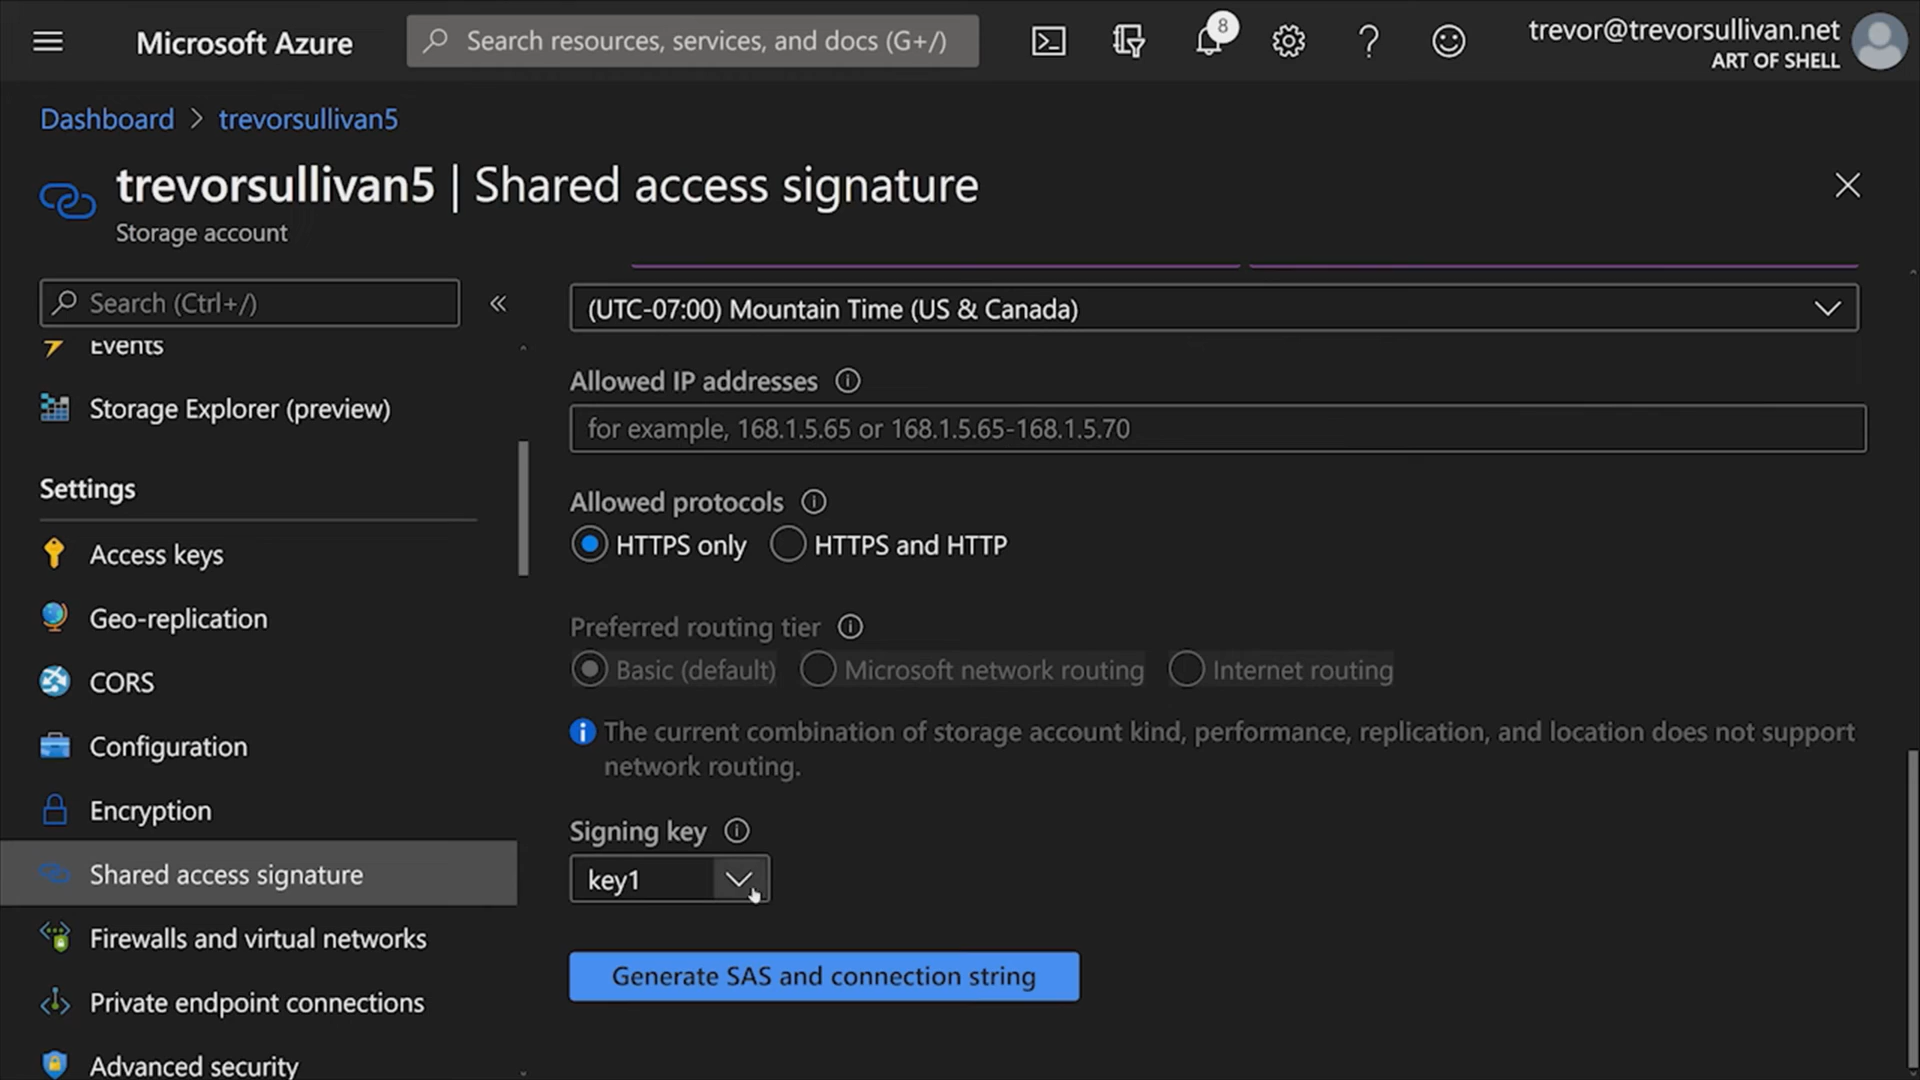 Microsoft Azure
Search resources, services, and docs (G+/)
8
trevor@trevorsullivan.net
ART OF SHELL
Dashboard > trevorsullivan5
trevorsullivan5 | Shared access signature
Storage account
Search (Ctrl+/)
Events
Storage Explorer (preview)
Settings
Access keys
Geo-replication
CORS
Configuration
Encryption
Shared access signature
Firewalls and virtual networks
Private endpoint connections
Advanced security
(UTC-07:00) Mountain Time (US & Canada)
Allowed IP addresses
for example, 168.1.5.65 or 168.1.5.65-168.1.5.70
Allowed protocols
HTTPS only HTTPS and HTTP
Preferred routing tier
Basic (default) Microsoft network routing Internet routing
The current combination of storage account kind, performance, replication, and location does not support
network routing.
Signing key
key1
Generate SAS and connection string